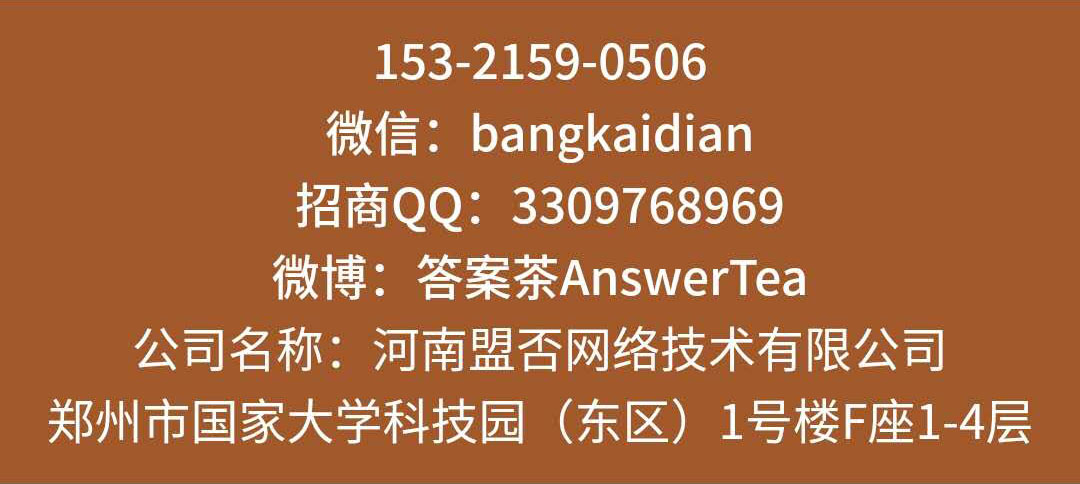 153-2159-0506
微信：bangkaidian
招商QQ：3309768969
微博：答案茶AnswerTea
公司名称：河南盟否网络技术有限公司
郑州市国家大学科技园（东区）1号楼F座1-4层